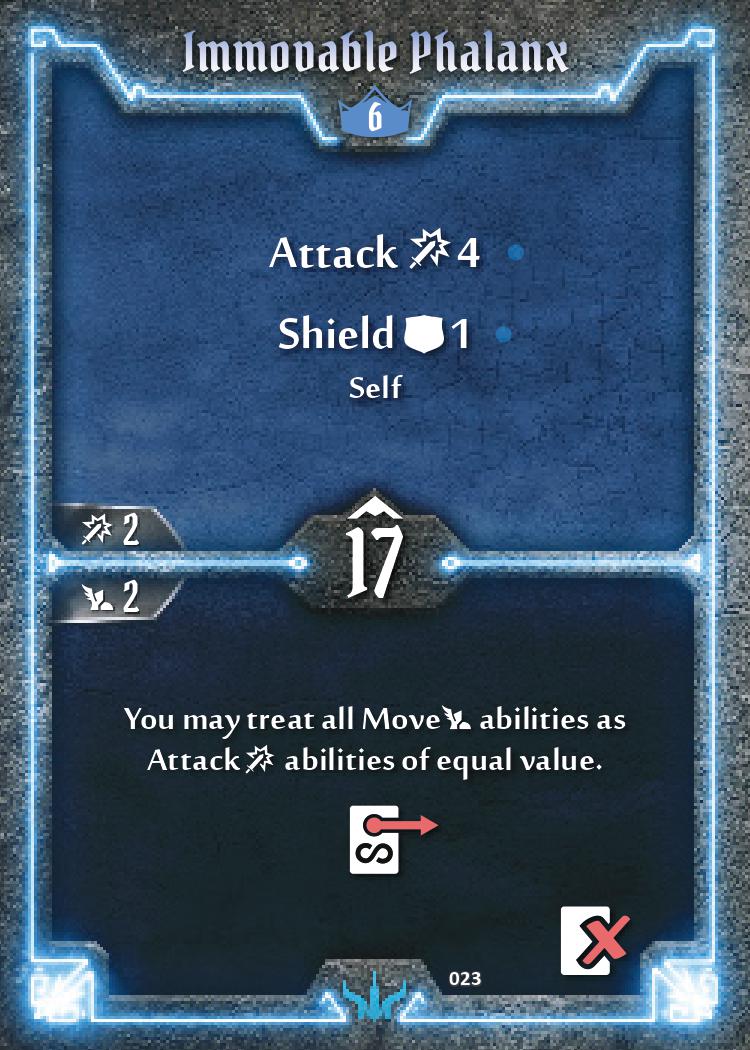 Immovable Phalanx
6
Attack 4
Shield 1
Self
2
17
2
You may treat all Move abilities as
Attack abilities of equal value.
023